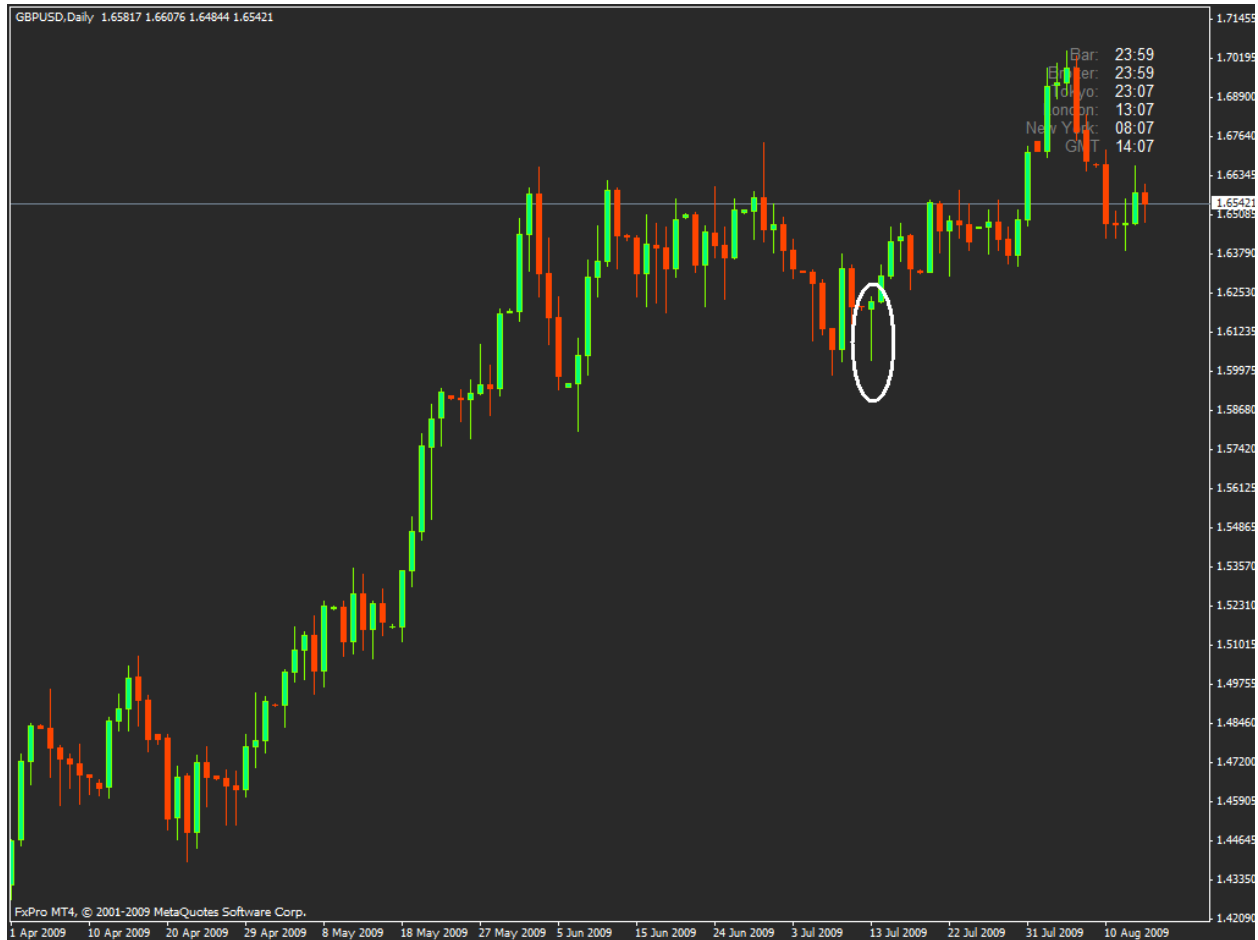 GBPUSD,Daily 1.65817 1.66076 1.64844 1.65421
Bar: 23:59
Broker: 23:59
Tokyo: 23:07
London: 13:07
New York: 08:07
GMT 14:07
1.71455
1.70195
1.68900
1.67640
1.66345
1.65421
1.65085
1.63790
1.62530
1.61235
1.59975
1.58680
1.57420
1.56125
1.54865
1.53570
1.52310
1.51015
1.49755
1.48460
1.47200
1.45905
1.44645
1.43350
1.42090
FxPro MT4, © 2001-2009 MetaQuotes Software Corp.
1 Apr 2009 10 Apr 2009 20 Apr 2009 29 Apr 2009 8 May 2009 18 May 2009 27 May 2009 5 Jun 2009 15 Jun 2009 24 Jun 2009 3 Jul 2009 13 Jul 2009 22 Jul 2009 31 Jul 2009 10 Aug 2009